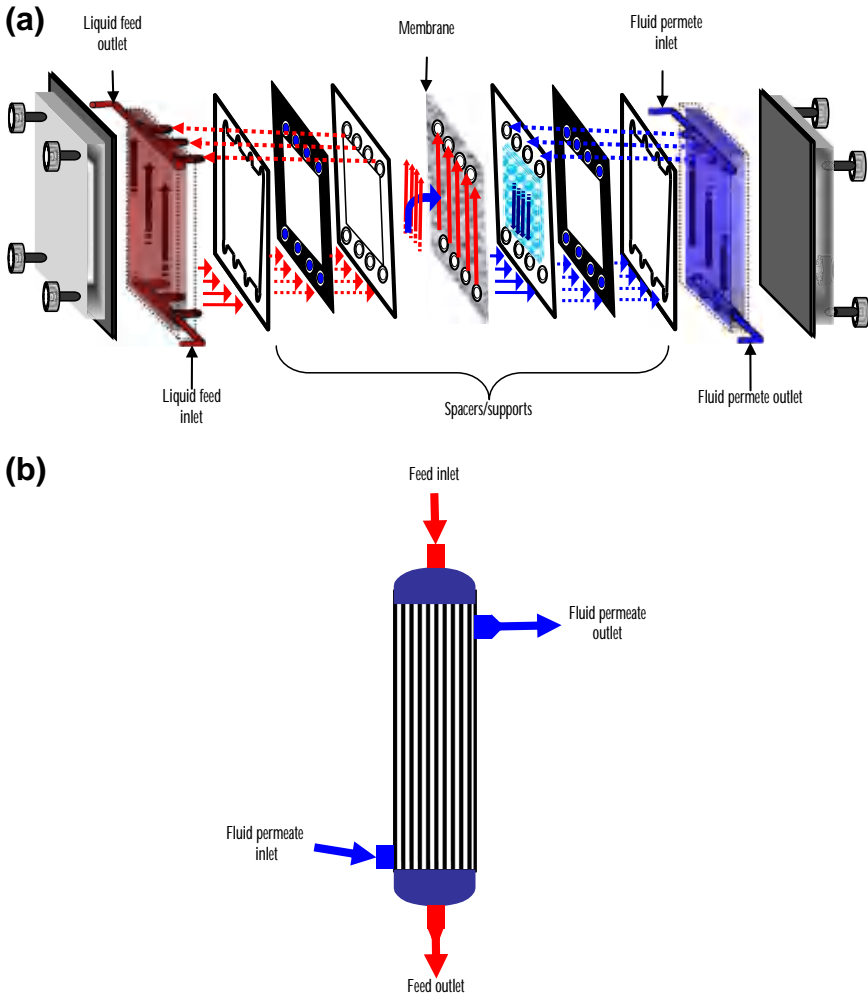 (a)
Liquid feed
outlet
Membrane
Fluid permete
inlet
Liquid feed
inlet
Spacers/supports
Fluid permete outlet
(b)
Feed inlet
Fluid permeate
outlet
Fluid permeate
inlet
Feed outlet